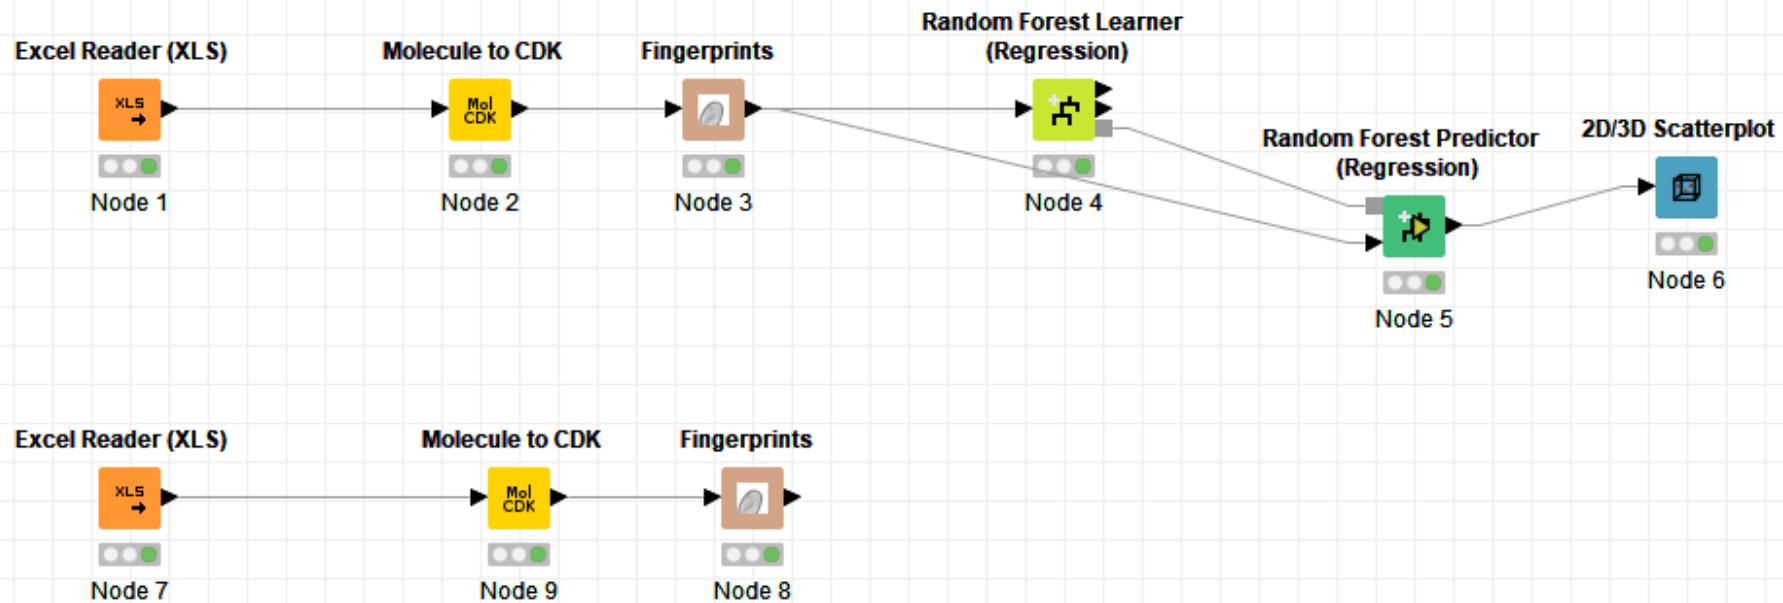 Random Forest Learner
(Regression)
Excel Reader (XLS)
Molecule to CDK
Fingerprints
XLS
Mol
CDK
Node 1
Node 2
Node 3
Node 4
Random Forest Predictor
(Regression)
2D/3D Scatterplot
Node 5
Node 6
Excel Reader (XLS)
Molecule to CDK
Fingerprints
XLS
Mol
CDK
Node 7
Node 9
Node 8